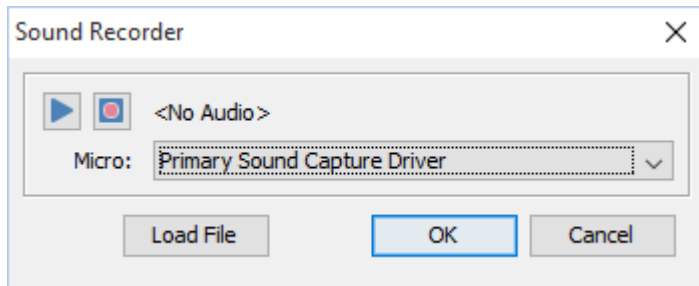 Sound Recorder
<No Audio>
Micro: Primary Sound Capture Driver
Load File OK Cancel